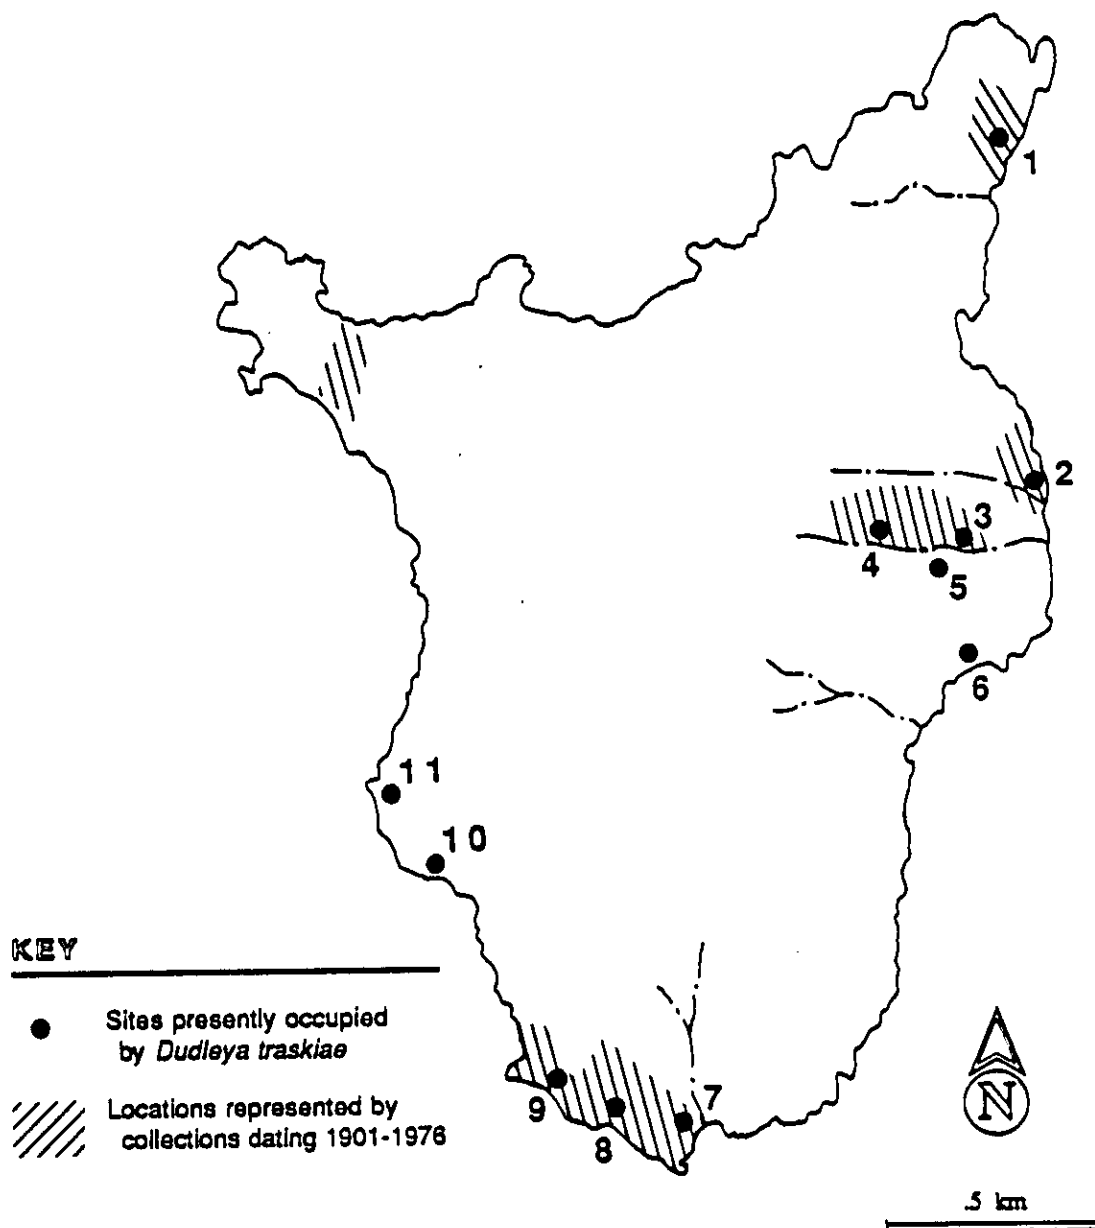 1
2
3
4
5
6
11
10
KEY
Sites presently occupied
by Dudleya traskiae
Locations represented by
collections dating 1901-1976
9
8
7
N
.5 km